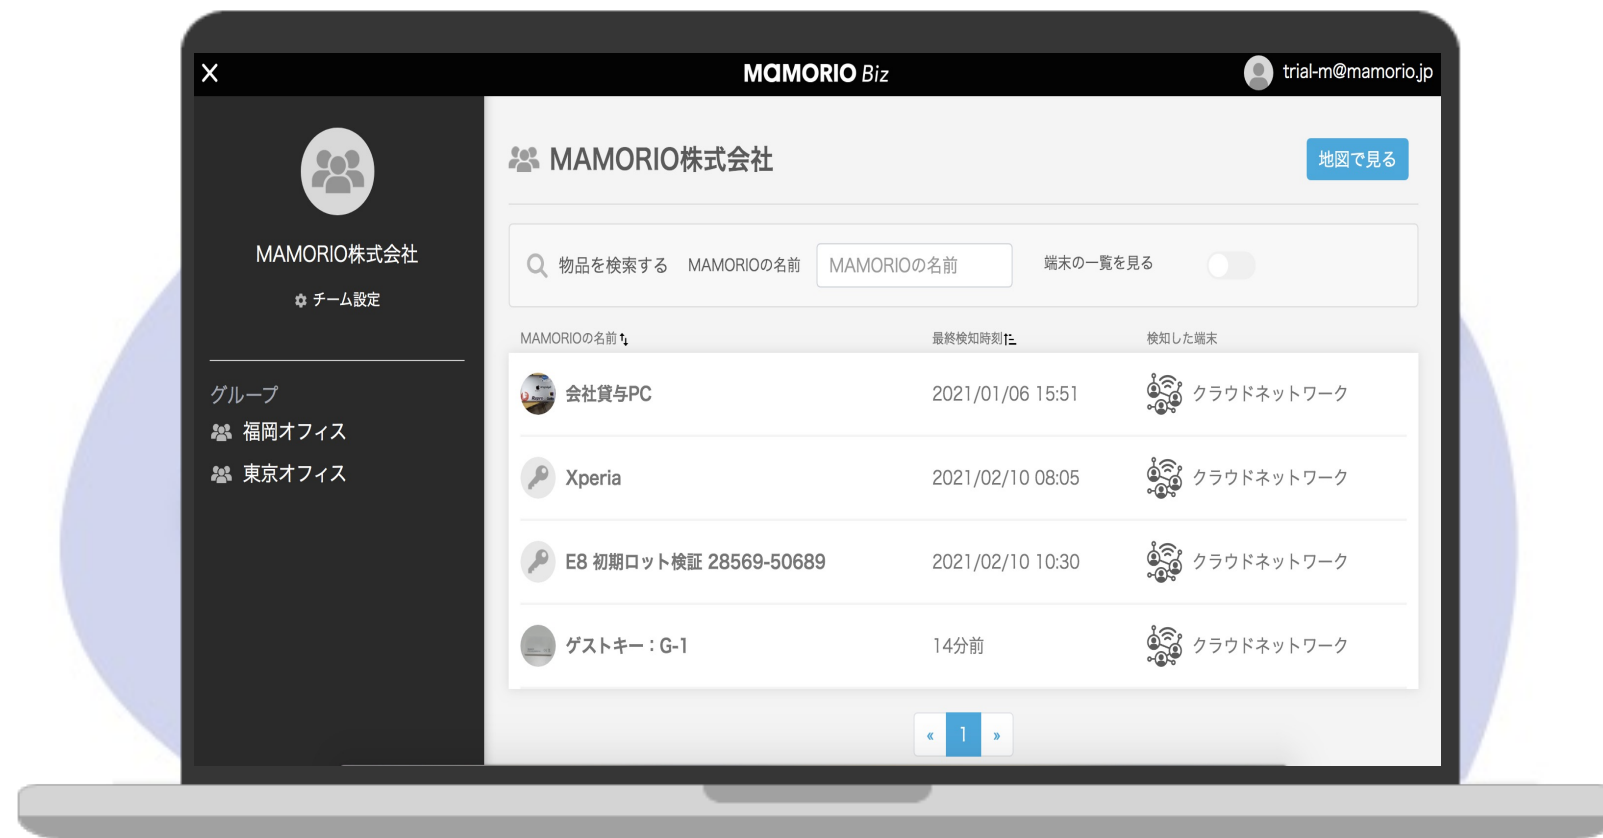 MAMORIO Biz
trial-m@mamorio.jp
MAMORIO株式会社
チーム設定
グループ
福岡オフィス
東京オフィス
MAMORIO株式会社
地図で見る
物品を検索する MAMORIOの名前 MAMORIOの名前 端末の一覧を見る
MAMORIOの名前 最終検知時刻 検知した端末
会社貸与PC 2021/01/06 15:51 クラウドネットワーク
Xperia 2021/02/10 08:05 クラウドネットワーク
E8 初期ロット検証 28569-50689 2021/02/10 10:30 クラウドネットワーク
ゲストキー：G-1 14分前 クラウドネットワーク
« 1 »